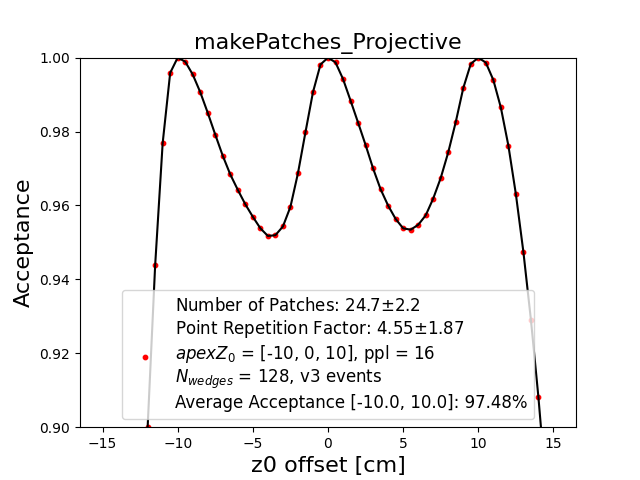 makePatches_Projective
Acceptance
1.00
0.98
0.96
0.94
0.92
0.90
Number of Patches: 24.7±2.2
Point Repetition Factor: 4.55±1.87
apexZ₀ = [-10, 0, 10], ppl = 16
N_wedges = 128, v3 events
Average Acceptance [-10.0, 10.0]: 97.48%
−15 −10 −5 0 5 10 15
z0 offset [cm]